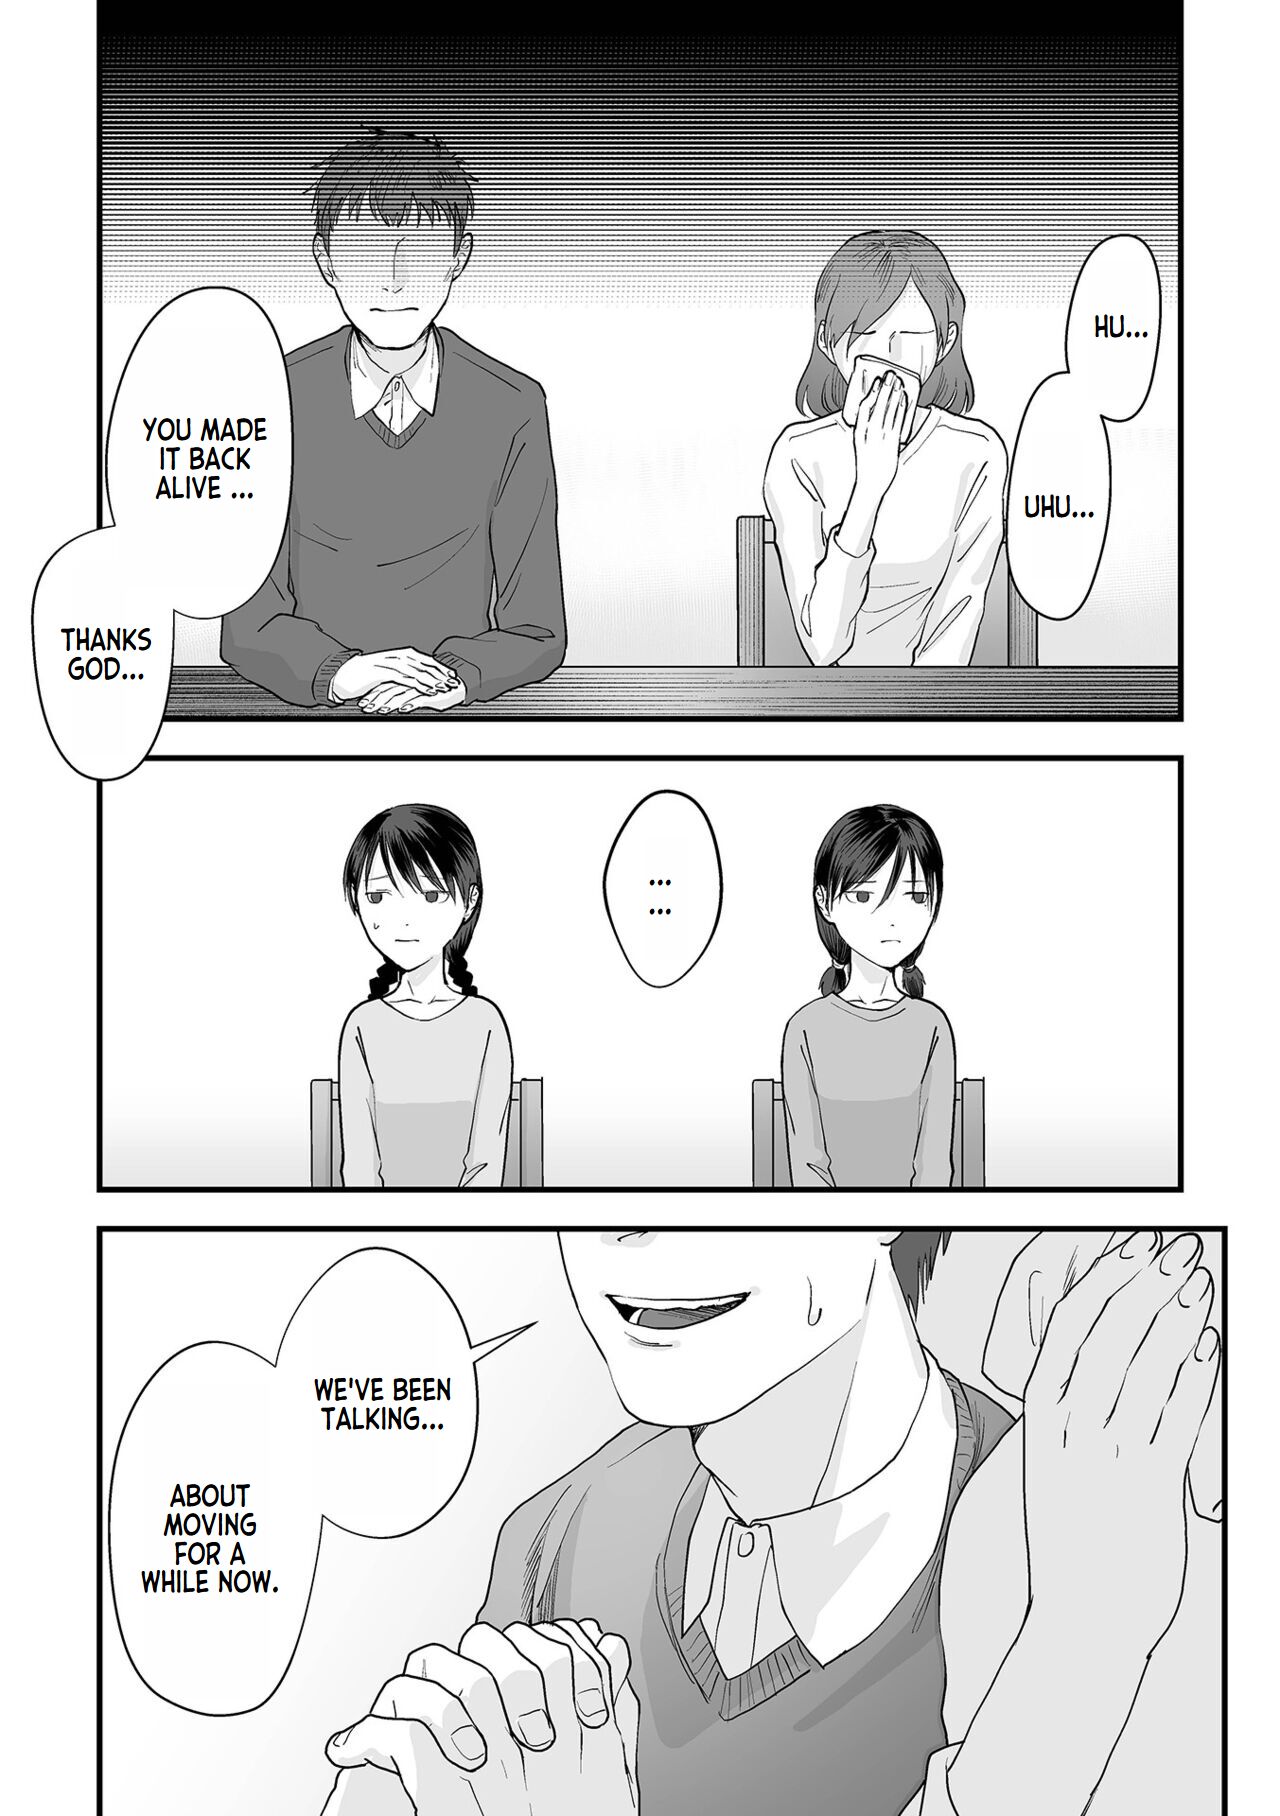 HU...
UHU...
YOU MADE
IT BACK
ALIVE ...
THANKS
GOD...
...
...
WE'VE BEEN
TALKING...
ABOUT
MOVING
FOR A
WHILE NOW.